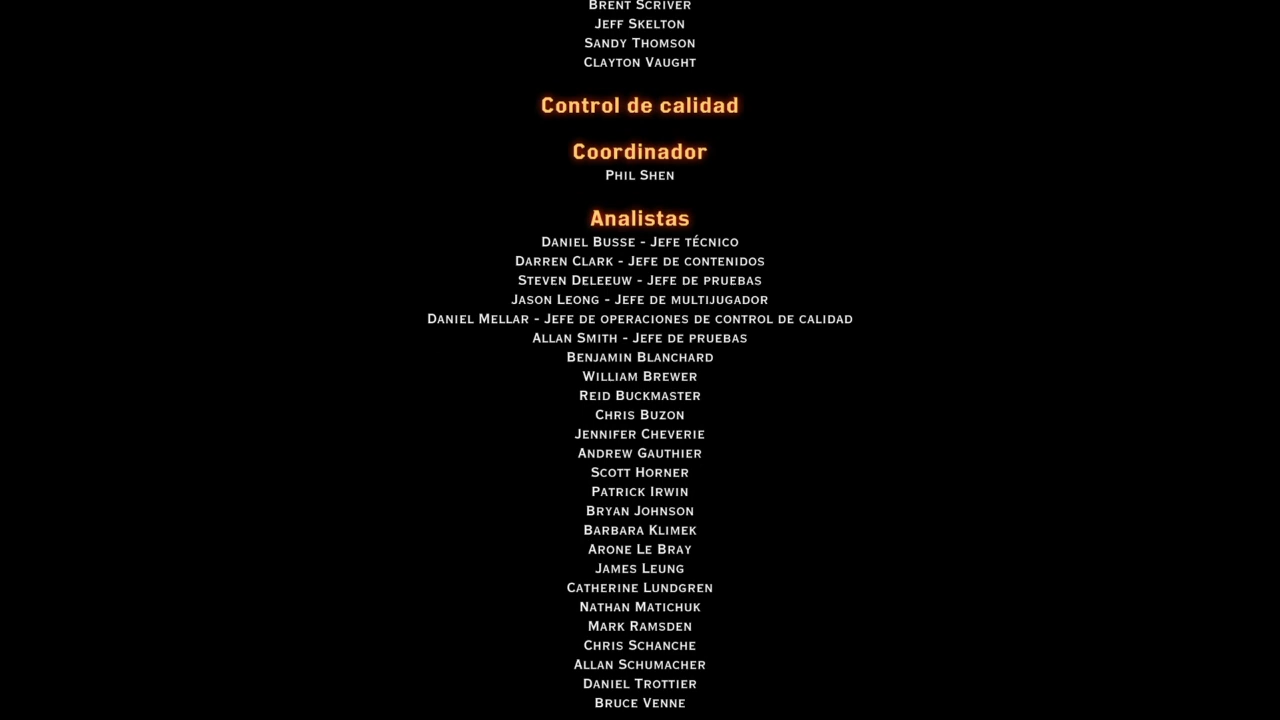 Brent Scriver
Jeff Skelton
Sandy Thomson
Clayton Vaught
Control de calidad
Coordinador
Phil Shen
Analistas
Daniel Busse - Jefe técnico
Darren Clark - Jefe de contenidos
Steven Deleeuw - Jefe de pruebas
Jason Leong - Jefe de multijugador
Daniel Mellar - Jefe de operaciones de control de calidad
Allan Smith - Jefe de pruebas
Benjamin Blanchard
William Brewer
Reid Buckmaster
Chris Buzon
Jennifer Cheverie
Andrew Gauthier
Scott Horner
Patrick Irwin
Bryan Johnson
Barbara Klimek
Arone Le Bray
James Leung
Catherine Lundgren
Nathan Matichuk
Mark Ramsden
Chris Schanche
Allan Schumacher
Daniel Trottier
Bruce Venne